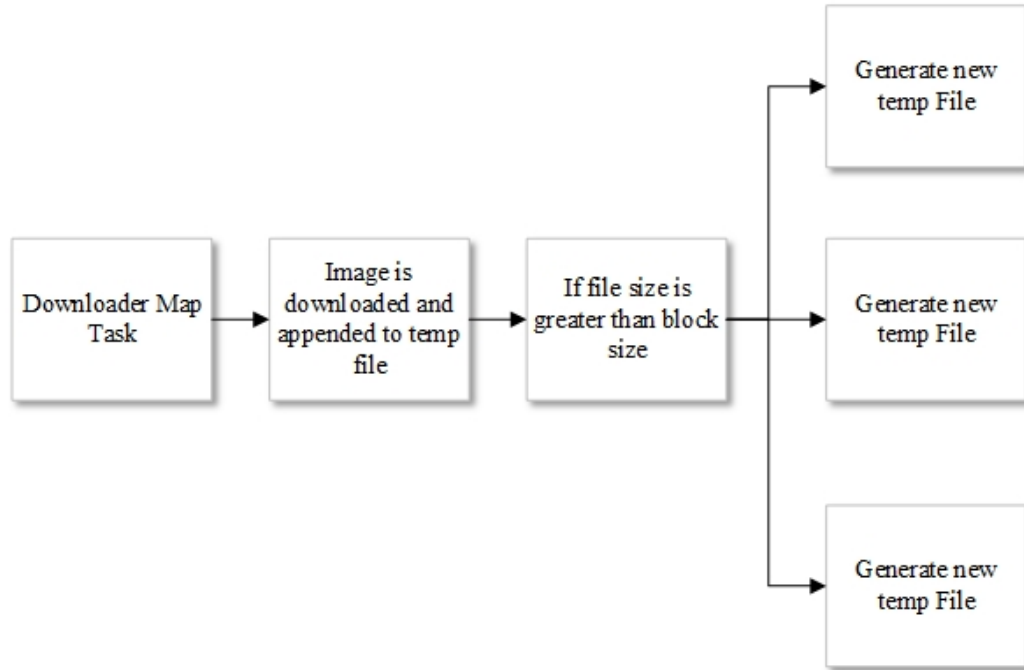 Generate new
temp File
Downloader Map
Task
Image is
downloaded and
appended to temp
file
If file size is
greater than block
size
Generate new
temp File
Generate new
temp File